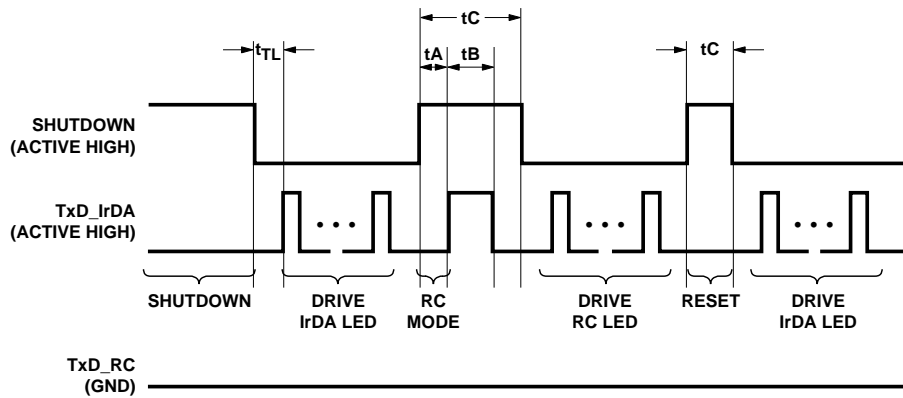 tC
tTL
tA
tB
tC
SHUTDOWN
(ACTIVE HIGH)
TxD_IrDA
(ACTIVE HIGH)
SHUTDOWN
DRIVE
IrDA LED
RC
MODE
DRIVE
RC LED
RESET
DRIVE
IrDA LED
TxD_RC
(GND)